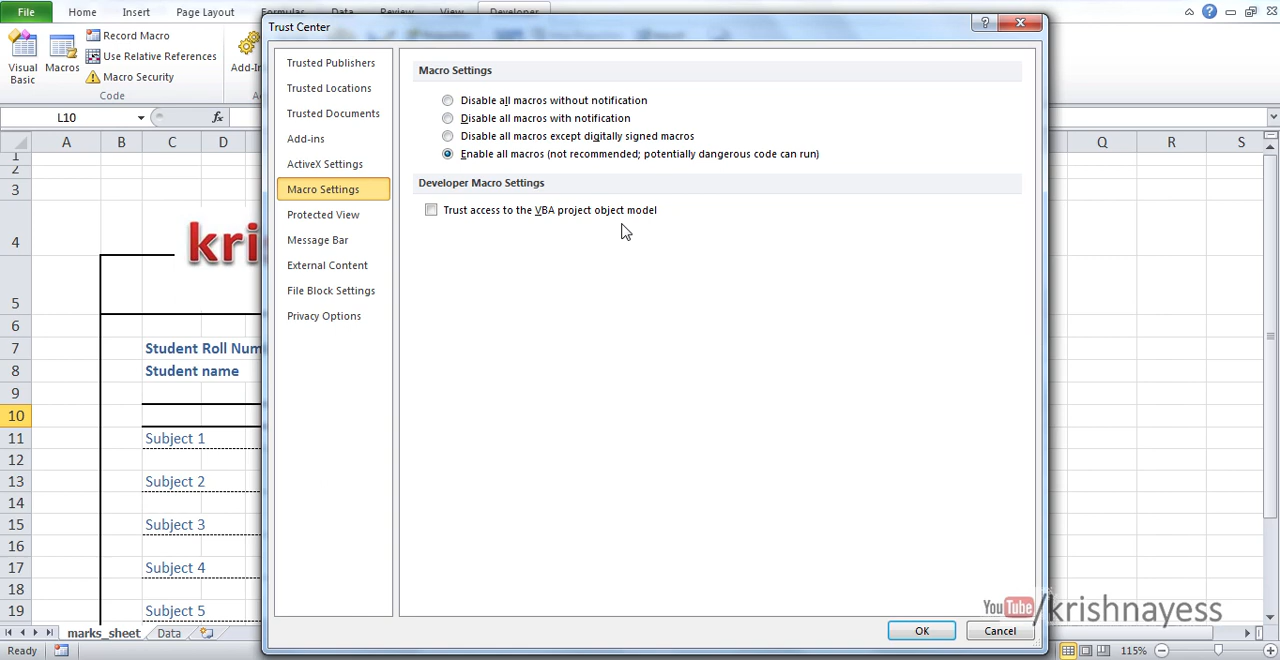 File Home Insert Page Layout Formulas Data Review View Developer
Trust Center
Visual Basic
Macros
Record Macro
Use Relative References
Macro Security
Code
Add-In
L10
fx
A B C D Q R S
1
2
3
4
5
6
7
8
9
10
11
12
13
14
15
16
17
18
19
kri
Student Roll Num
Student name
Subject 1
Subject 2
Subject 3
Subject 4
Subject 5
Trusted Publishers
Trusted Locations
Trusted Documents
Add-ins
ActiveX Settings
Macro Settings
Protected View
Message Bar
External Content
File Block Settings
Privacy Options
Macro Settings
Disable all macros without notification
Disable all macros with notification
Disable all macros except digitally signed macros
Enable all macros (not recommended; potentially dangerous code can run)
Developer Macro Settings
Trust access to the VBA project object model
YouTube/krishnayess
OK Cancel
marks_sheet Data
Ready 115%